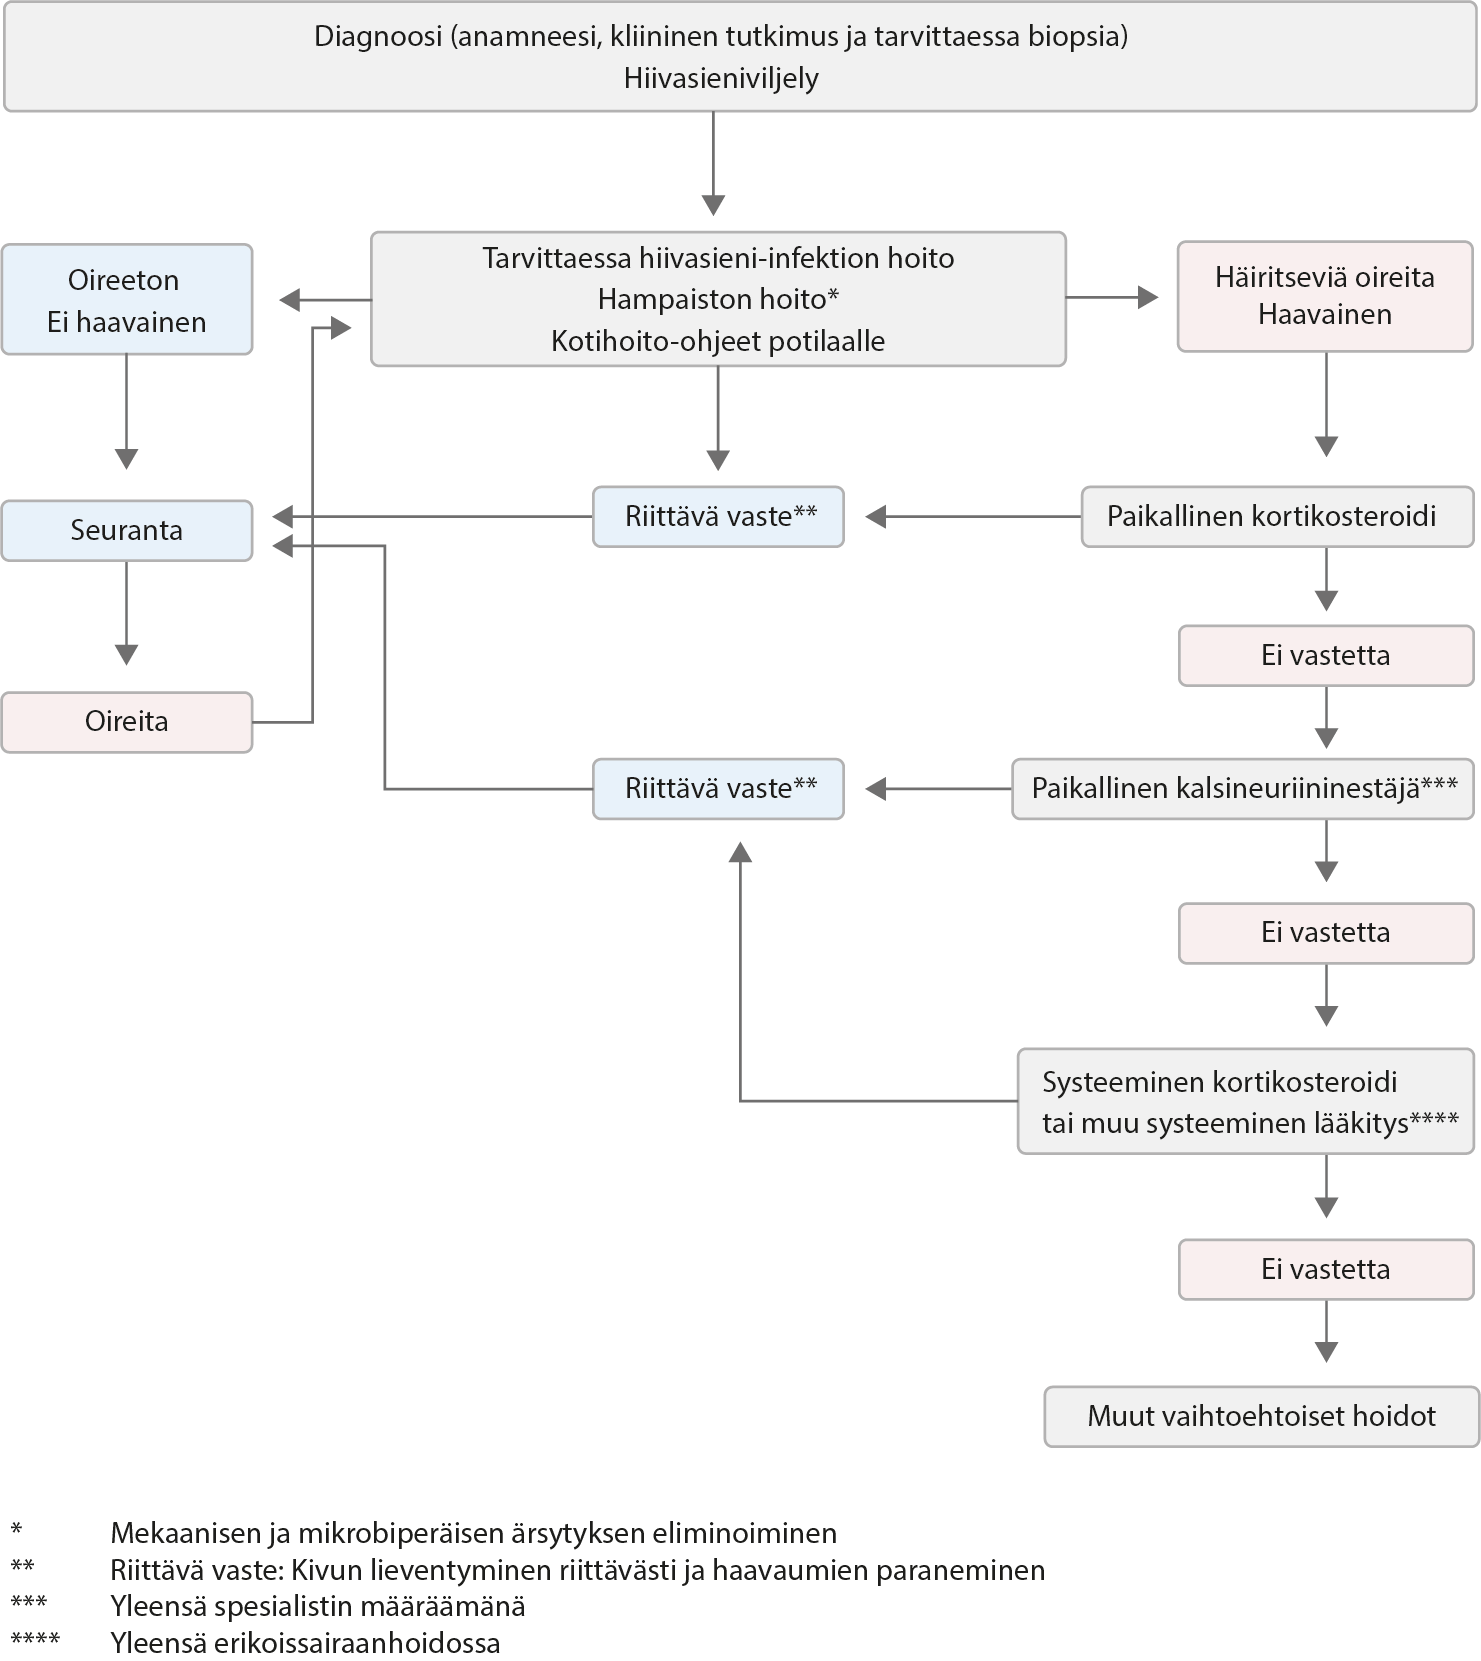 Diagnoosi (anamneesi, kliininen tutkimus ja tarvittaessa biopsia)
Hiivasieniviljely
Oireeton
Ei haavainen
Tarvittaessa hiivasieni-infektion hoito
Hampaiston hoito*
Kotihoito-ohjeet potilaalle
Häiritseviä oireita
Haavainen
Seuranta
Riittävä vaste**
Paikallinen kortikosteroidi
Ei vastetta
Oireita
Riittävä vaste**
Paikallinen kalsineuriininestäjä***
Ei vastetta
Systeeminen kortikosteroidi
tai muu systeeminen lääkitys****
Ei vastetta
Muut vaihtoehtoiset hoidot
* Mekaanisen ja mikrobiperäisen ärsytyksen eliminoiminen
** Riittävä vaste: Kivun lieventyminen riittävästi ja haavaumien paraneminen
*** Yleensä spesialistin määräämänä
**** Yleensä erikoissairaanhoidossa